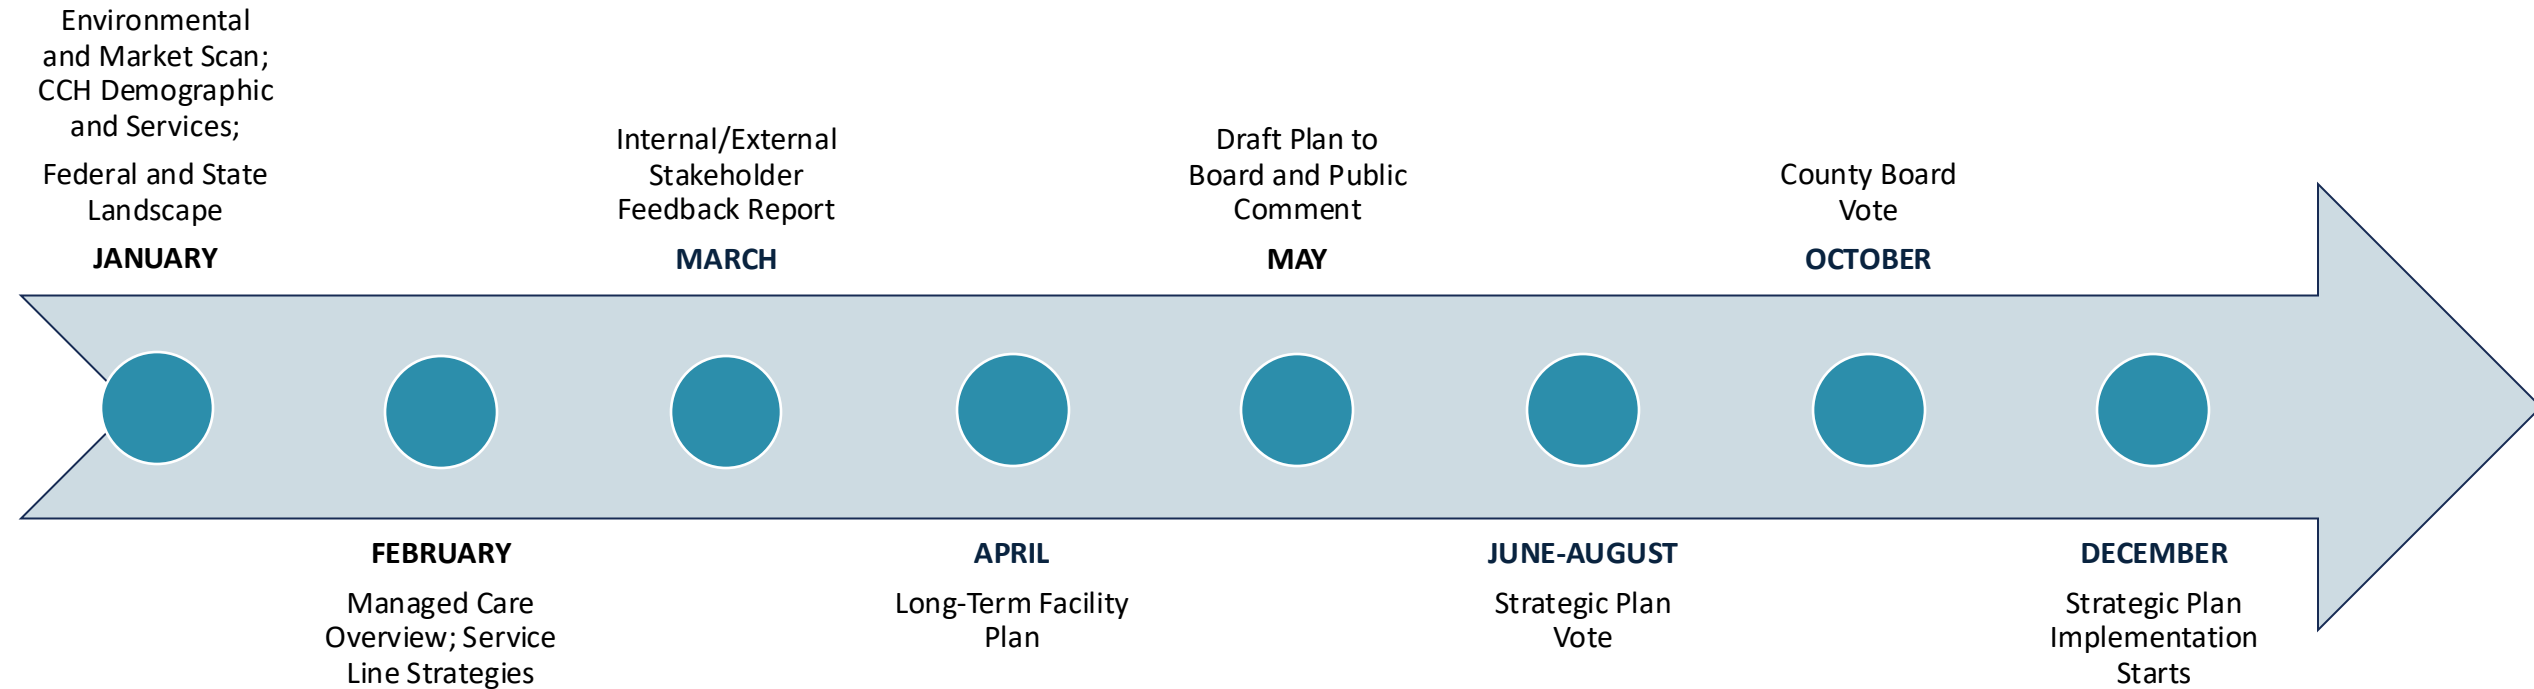 Environmental
and Market Scan;
CCH Demographic
and Services;
Federal and State
Landscape
JANUARY
FEBRUARY
Managed Care
Overview; Service
Line Strategies
Internal/External
Stakeholder
Feedback Report
MARCH
APRIL
Long-Term Facility
Plan
Draft Plan to
Board and Public
Comment
MAY
JUNE-AUGUST
Strategic Plan
Vote
County Board
Vote
OCTOBER
DECEMBER
Strategic Plan
Implementation
Starts